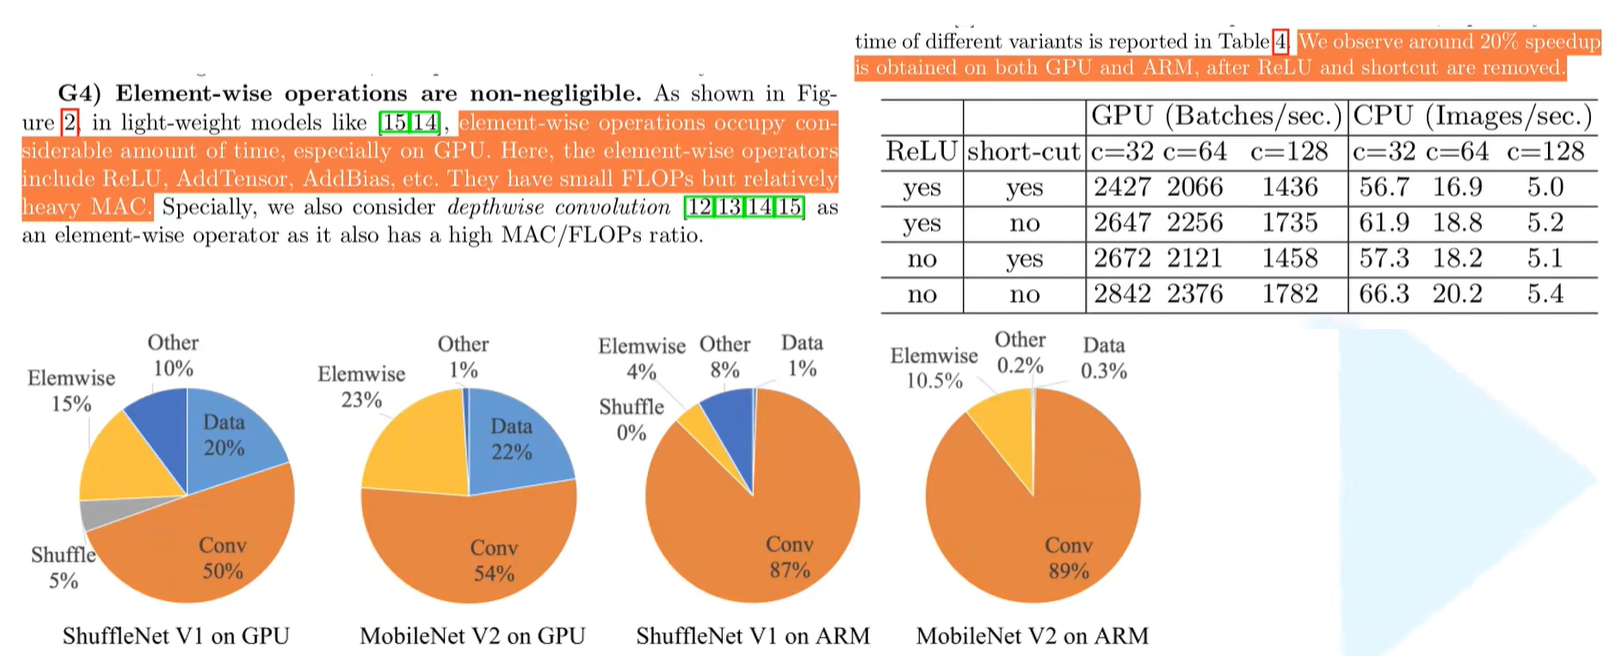 G4) Element-wise operations are non-negligible. As shown in Fig-
ure 2, in light-weight models like [15,14], element-wise operations occupy con-
siderable amount of time, especially on GPU. Here, the element-wise operators
include ReLU, AddTensor, AddBias, etc. They have small FLOPs but relatively
heavy MAC. Specially, we also consider depthwise convolution [12,13,14,15] as
an element-wise operator as it also has a high MAC/FLOPs ratio.
time of different variants is reported in Table 4. We observe around 20% speedup
is obtained on both GPU and ARM, after ReLU and shortcut are removed.
GPU (Batches/sec.) CPU (Images/sec.)
ReLU short-cut c=32 c=64 c=128 c=32 c=64 c=128
yes yes 2427 2066 1436 56.7 16.9 5.0
yes no 2647 2256 1735 61.9 18.8 5.2
no yes 2672 2121 1458 57.3 18.2 5.1
no no 2842 2376 1782 66.3 20.2 5.4
Other
10%
Elemwise
15%
Data
20%
Shuffle
5%
Conv
50%
ShuffleNet V1 on GPU
Other
1%
Elemwise
23%
Data
22%
Conv
54%
MobileNet V2 on GPU
Elemwise
4%
Other
8%
Data
1%
Shuffle
0%
Conv
87%
ShuffleNet V1 on ARM
Other
0.2%
Elemwise
10.5%
Data
0.3%
Conv
89%
MobileNet V2 on ARM